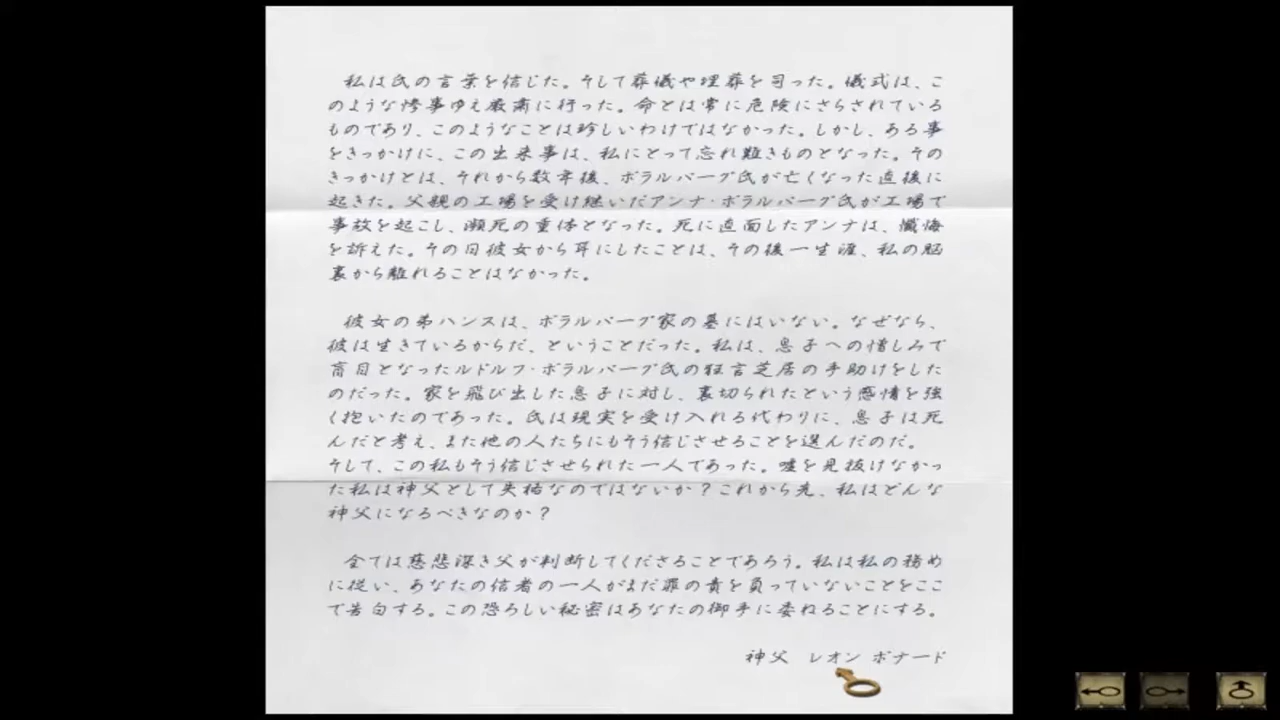 私は氏の言葉を信じた。そして葬儀や埋葬を司った。儀式は、こ
のような惨事ゆえ厳粛に行った。命とは常に危険にさらされている
ものであり、このようなことは珍しいわけではなかった。しかし、ある事
をきっかけに、この出来事は、私にとって忘れ難きものとなった。その
きっかけとは、それから数年後、ボラルバーグ氏が亡くなった直後に
起きた。父親の工場を受け継いだアンナ・ボラルバーグ氏が工場で
事故を起こし、瀕死の重体となった。死に直面したアンナは、懺悔
を訴えた。その日彼女から耳にしたことは、その後一生涯、私の脳
裏から離れることはなかった。
彼女の弟ハンスは、ボラルバーグ家の墓にはいない。なぜなら、
彼は生きているからだ、ということだった。私は、息子への憎しみで
盲目となったルドルフ・ボラルバーグ氏の狂言芝居の手助けをした
のだった。家を飛び出した息子に対し、裏切られたという感情を強
く抱いたのであった。氏は現実を受け入れる代わりに、息子は死
んだと考え、また他の人たちにもそう信じさせることを選んだのだ。
そして、この私もそう信じさせられた一人であった。嘘を見抜けなかっ
た私は神父として失格なのではないか？これから先、私はどんな
神父になるべきなのか？
全ては慈悲深き父が判断してくださることであろう。私は私の務め
に従い、あなたの信者の一人がまだ罪の責を負っていないことをここ
で告白する。この恐ろしい秘密はあなたの御手に委ねることにする。
神父 レオン ボナード